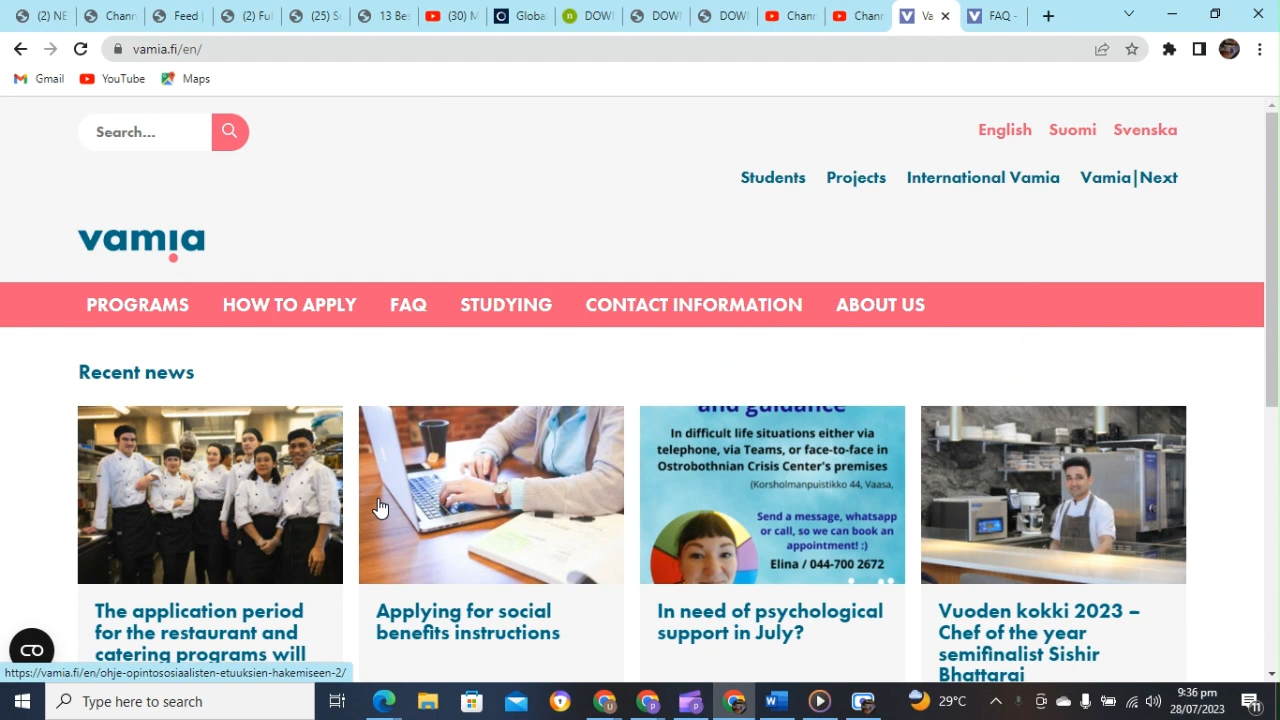 (2) NE
Chann
Feed
(2) Ful
(25) S
13 Bes
(30) M
Globa
DOW
DOW
DOW
Chann
Chann
Va
FAQ -
vamia.fi/en/
Gmail
YouTube
Maps
Search...
English Suomi Svenska
Students Projects International Vamia Vamia|Next
vamia
PROGRAMS HOW TO APPLY FAQ STUDYING CONTACT INFORMATION ABOUT US
Recent news
and guidance
In difficult life situations either via
telephone, via Teams, or face-to-face in
Ostrobothnian Crisis Center's premises
(Korsholmanpuistikko 44, Vaasa,
Send a message, whatsapp
or call, so we can book an
appointment! :)
Elina / 044-700 2672
The application period
for the restaurant and
catering programs will
Applying for social
benefits instructions
In need of psychological
support in July?
Vuoden kokki 2023 –
Chef of the year
semifinalist Sishir
Bhattarai
https://vamia.fi/en/ohje-opintososiaalisten-etuuksien-hakemiseen-2/
Type here to search
29°C
9:36 pm
28/07/2023
11